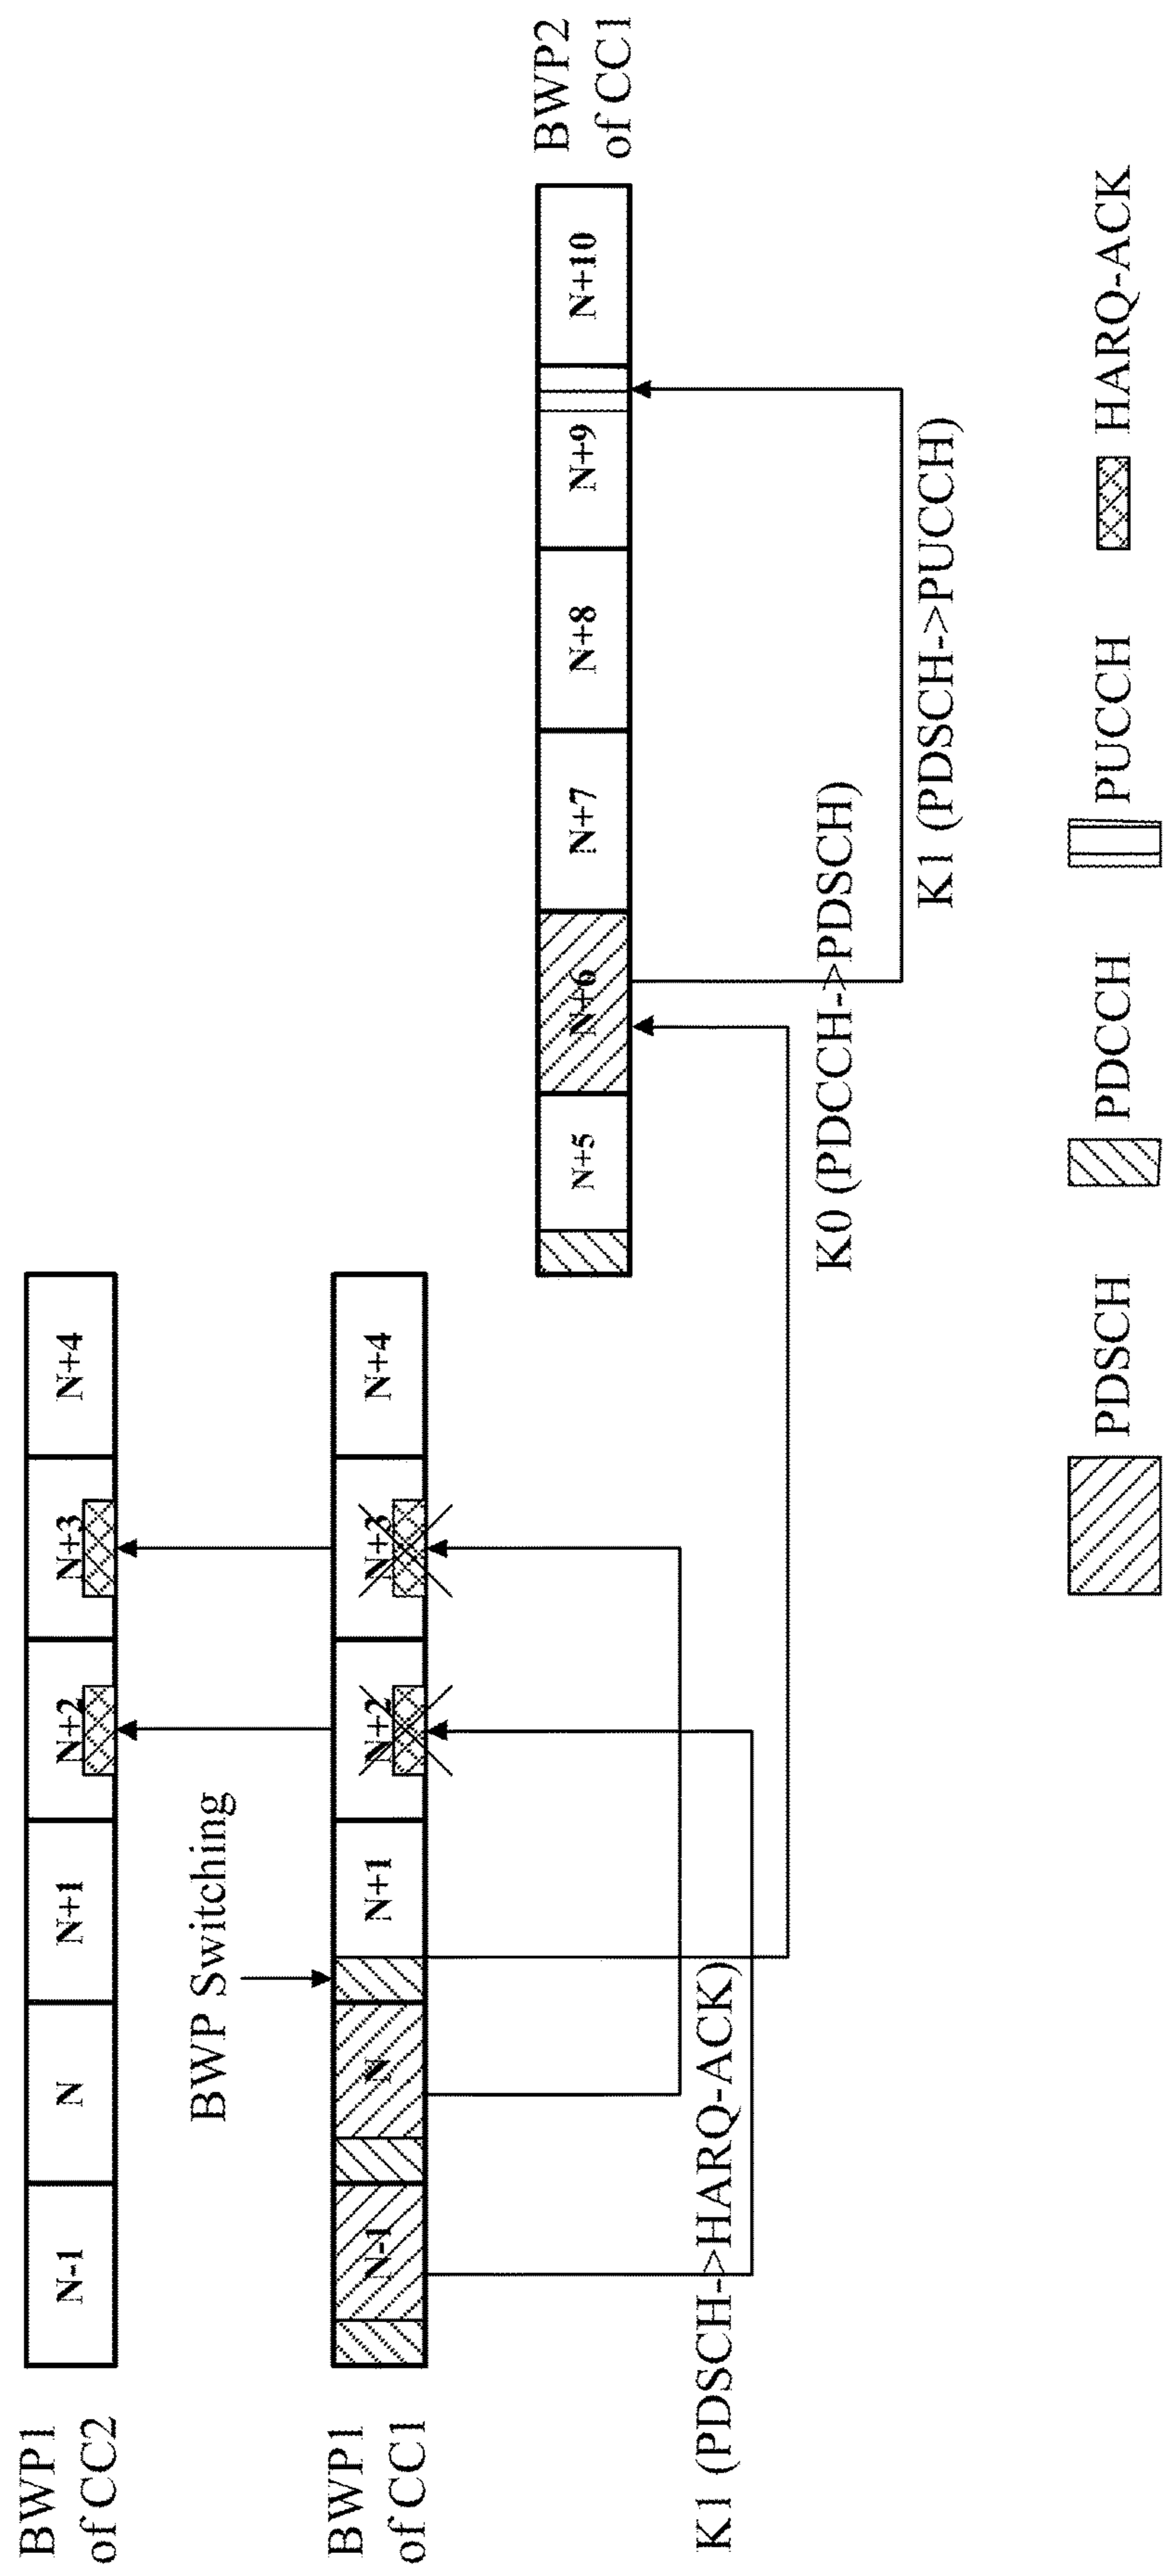 BWP1
of CC2
N-1
N
N+1
N+2
N+3
N+4
BWP Switching
BWP1
of CC1
N-1
N
N+1
N+2
N+3
N+4
BWP2
of CC1
N+5
N+6
N+7
N+8
N+9
N+10
K1 (PDSCH->HARQ-ACK)
K0 (PDCCH->PDSCH)
K1 (PDSCH->PUCCH)
PDSCH
PDCCH
PUCCH
HARQ-ACK